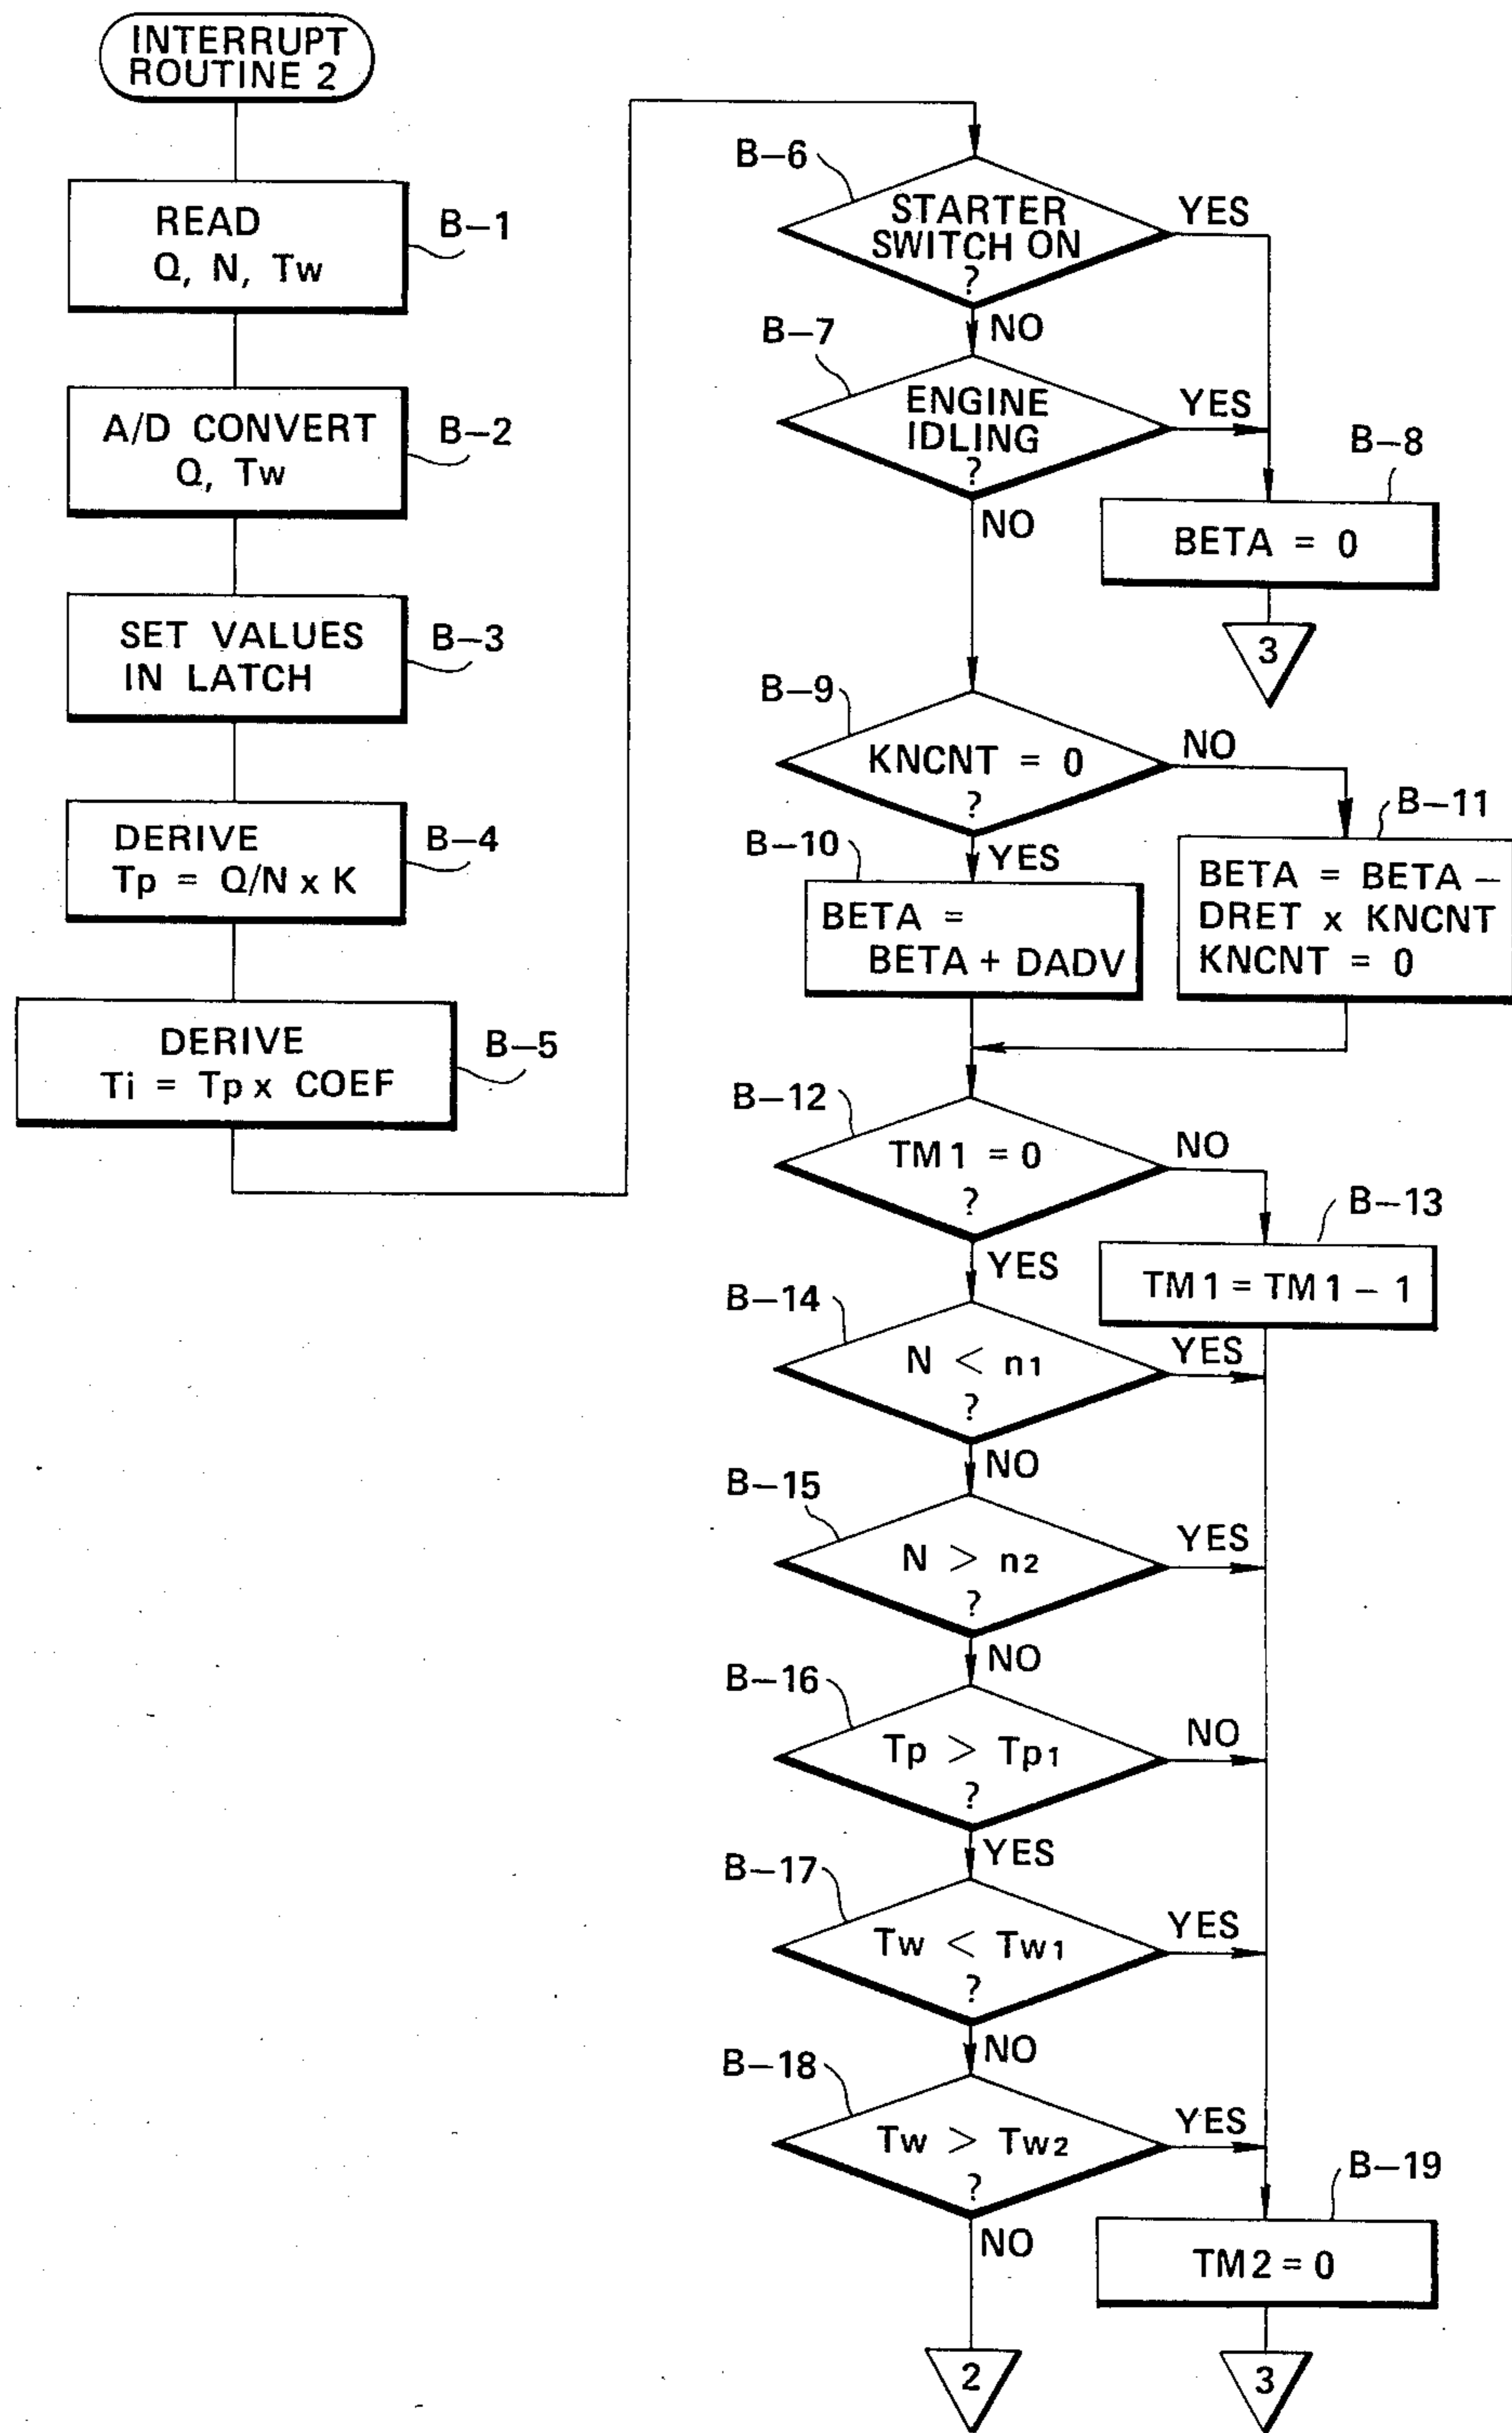 INTERRUPT
ROUTINE 2
READ
Q, N, Tw
B-1
A/D CONVERT
Q, Tw
B-2
SET VALUES
IN LATCH
B-3
DERIVE
Tp = Q/N x K
B-4
DERIVE
Ti = Tp x COEF
B-5
B-6
STARTER
SWITCH ON
?
YES
NO
B-7
ENGINE
IDLING
?
YES
NO
B-8
BETA = 0
3
B-9
KNCNT = 0
?
NO
YES
B-10
BETA =
BETA + DADV
B-11
BETA = BETA -
DRET x KNCNT
KNCNT = 0
B-12
TM1 = 0
?
NO
YES
B-13
TM1 = TM1 - 1
B-14
N < n1
?
YES
NO
B-15
N > n2
?
YES
NO
B-16
Tp > Tp1
?
NO
YES
B-17
Tw < Tw1
?
YES
NO
B-18
Tw > Tw2
?
YES
NO
B-19
TM2 = 0
2
3